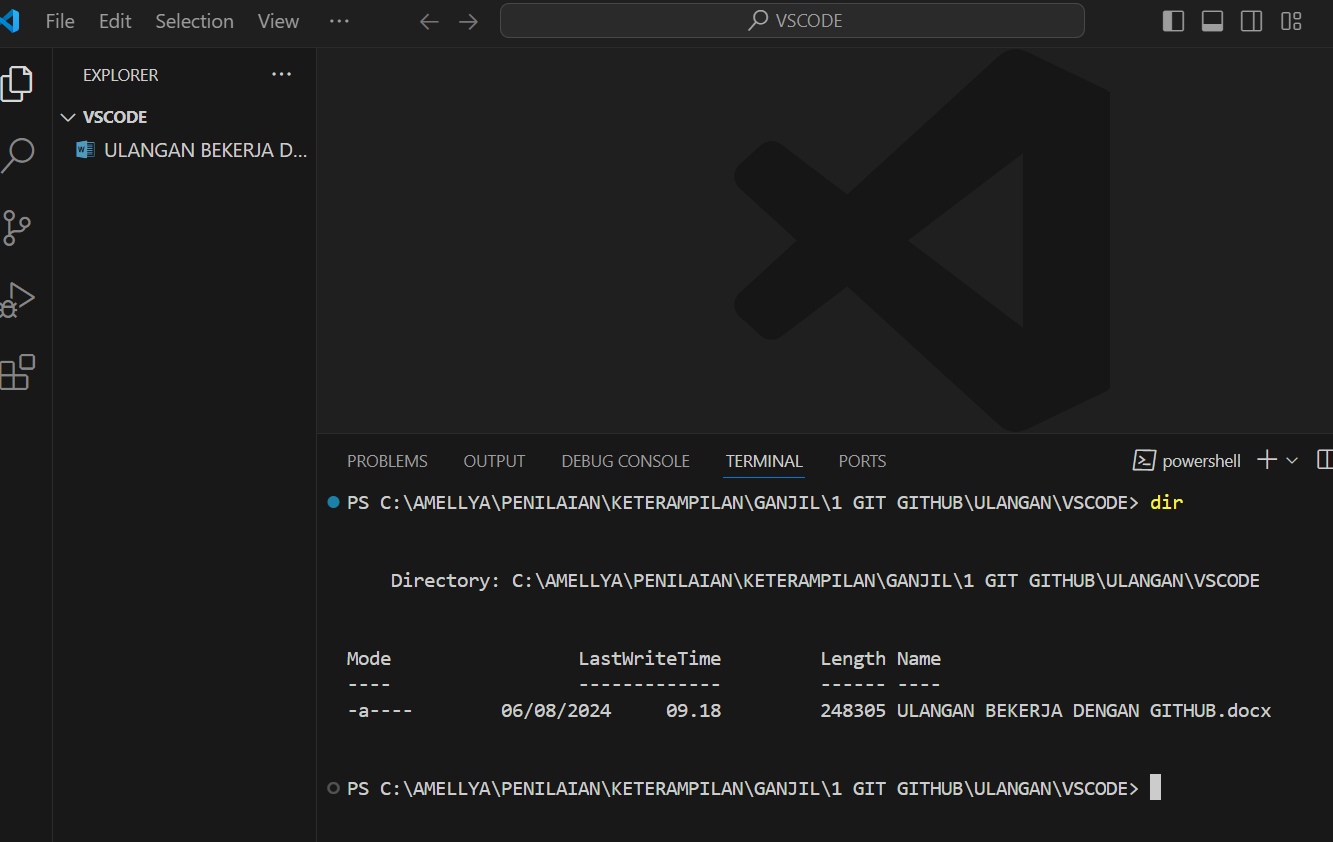 File Edit Selection View ··· VSCODE
EXPLORER ···
VSCODE
ULANGAN BEKERJA D...
PROBLEMS OUTPUT DEBUG CONSOLE TERMINAL PORTS powershell
PS C:\AMELLYA\PENILAIAN\KETERAMPILAN\GANJIL\1 GIT GITHUB\ULANGAN\VSCODE> dir
Directory: C:\AMELLYA\PENILAIAN\KETERAMPILAN\GANJIL\1 GIT GITHUB\ULANGAN\VSCODE
Mode LastWriteTime Length Name
---- ------------- ------ ----
-a---- 06/08/2024 09.18 248305 ULANGAN BEKERJA DENGAN GITHUB.docx
PS C:\AMELLYA\PENILAIAN\KETERAMPILAN\GANJIL\1 GIT GITHUB\ULANGAN\VSCODE>